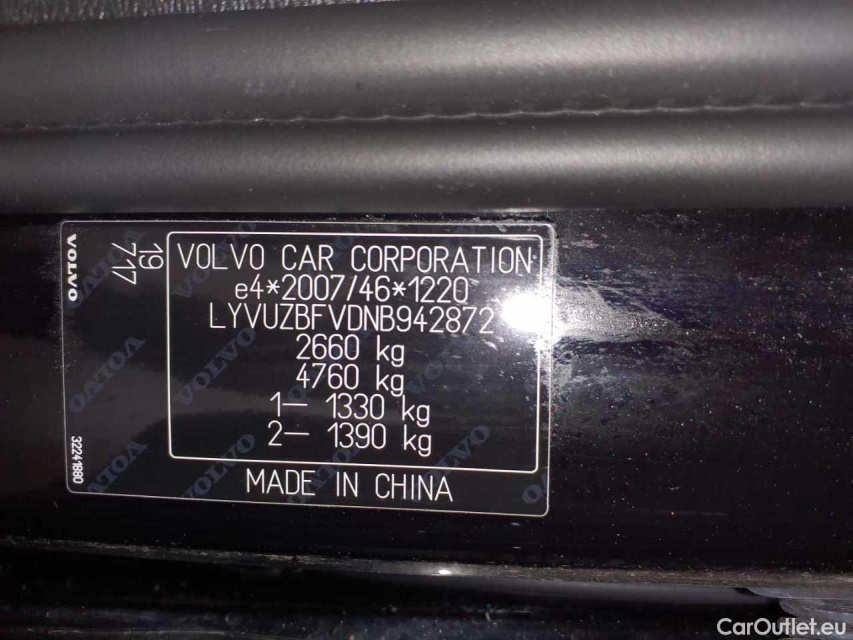 VOLVO
19
717
VOLVO CAR CORPORATION
e4*2007/46*1220
LYVUZBFVDNB942872
2660 kg
4760 kg
1— 1330 kg
2— 1390 kg
MADE IN CHINA
32241880
CarOutlet.eu